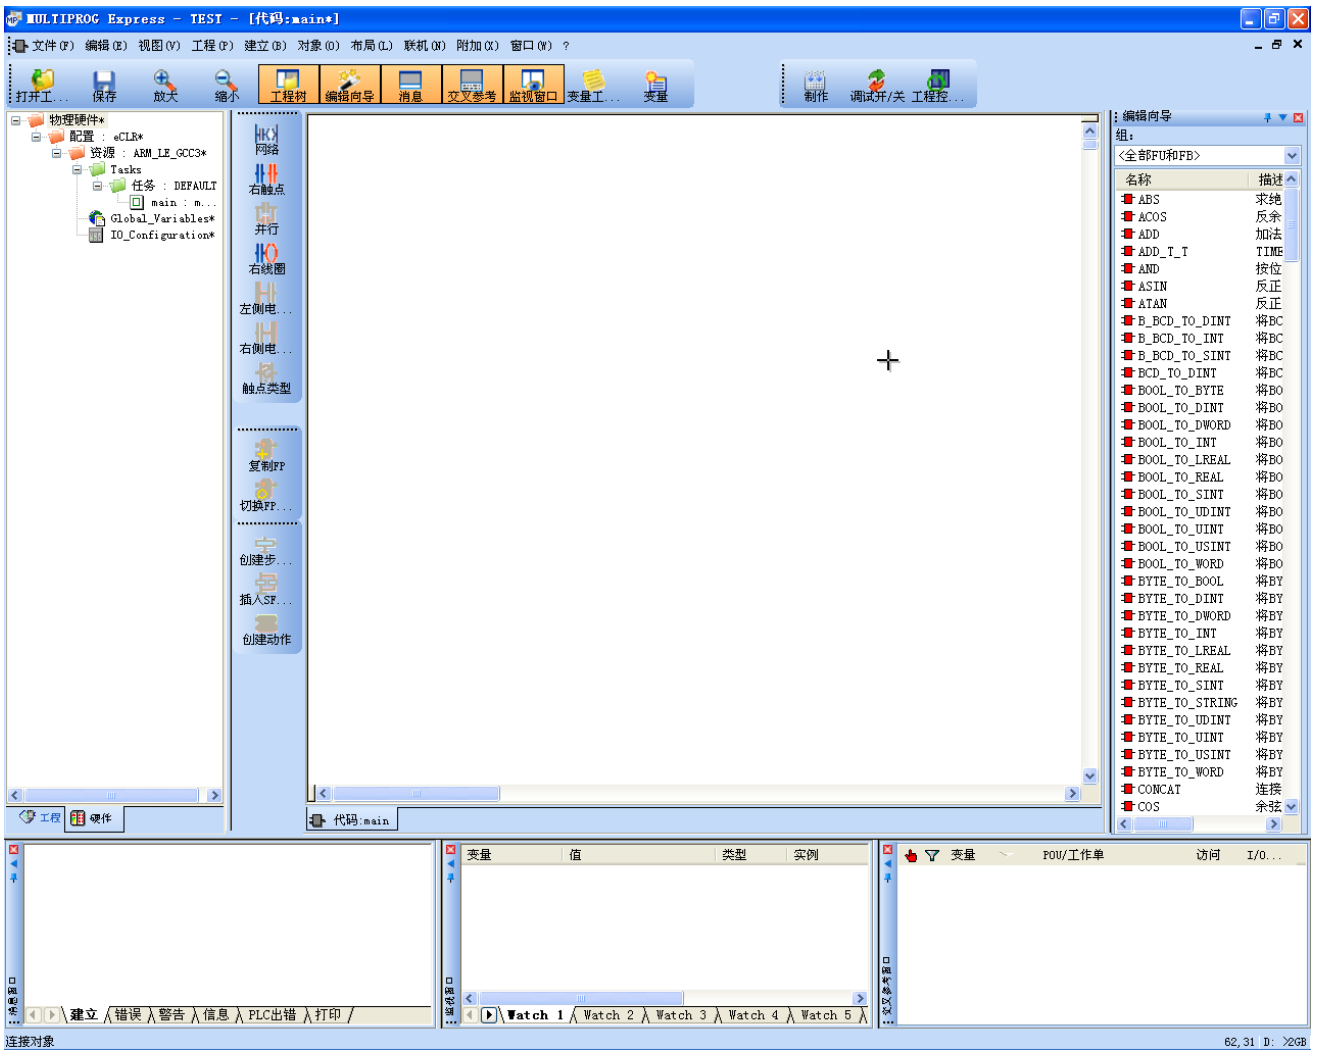 MULTIPROG Express - TEST - [代码:main*]
文件(F) 编辑(E) 视图(V) 工程(P) 建立(B) 对象(O) 布局(L) 联机(N) 附加(X) 窗口(W) ?
打开工... 保存 放大 缩小 工程树 编辑向导 消息 交叉参考 监视窗口 变量工... 变量 制作 调试开/关 工程控...
物理硬件*
配置 : eCLR*
资源 : ARM_LE_GCC3*
Tasks
任务 : DEFAULT
main : m...
Global_Variables*
IO_Configuration*
工程 硬件
网络
右触点
并行
右线圈
左侧电...
右侧电...
触点类型
复制FP
切换FP...
创建步...
插入SF...
创建动作
代码:main
编辑向导
组:
<全部FU和FB>
名称 描述
ABS 求绝
ACOS 反余
ADD 加法
ADD_T_T TIME
AND 按位
ASIN 反正
ATAN 反正
B_BCD_TO_DINT 将BC
B_BCD_TO_INT 将BC
B_BCD_TO_SINT 将BC
BCD_TO_DINT 将BC
BOOL_TO_BYTE 将BO
BOOL_TO_DINT 将BO
BOOL_TO_DWORD 将BO
BOOL_TO_INT 将BO
BOOL_TO_LREAL 将BO
BOOL_TO_REAL 将BO
BOOL_TO_SINT 将BO
BOOL_TO_UDINT 将BO
BOOL_TO_UINT 将BO
BOOL_TO_USINT 将BO
BOOL_TO_WORD 将BO
BYTE_TO_BOOL 将BY
BYTE_TO_DINT 将BY
BYTE_TO_DWORD 将BY
BYTE_TO_INT 将BY
BYTE_TO_LREAL 将BY
BYTE_TO_REAL 将BY
BYTE_TO_SINT 将BY
BYTE_TO_STRING 将BY
BYTE_TO_UDINT 将BY
BYTE_TO_UINT 将BY
BYTE_TO_USINT 将BY
BYTE_TO_WORD 将BY
CONCAT 连接
COS 余弦
消息窗口...
建立 错误 警告 信息 PLC出错 打印
监视窗口...
变量 值 类型 实例
Watch 1 Watch 2 Watch 3 Watch 4 Watch 5
交叉参考窗口...
变量 POU/工作单 访问 I/O...
连接对象
62,31 D: >2GB